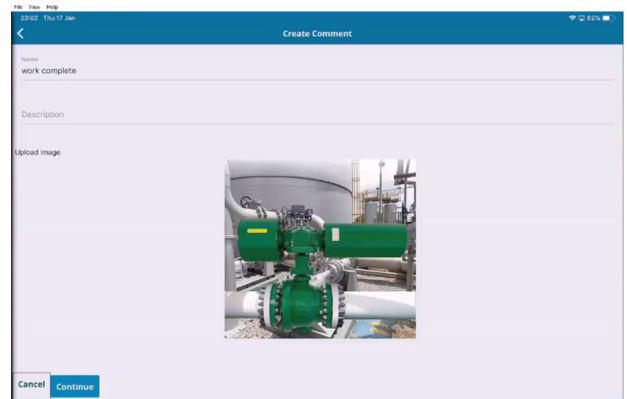 File View Help
23:02 Thu 17 Jan
82%
Create Comment
Name
work complete
Description
Upload image
Cancel Continue